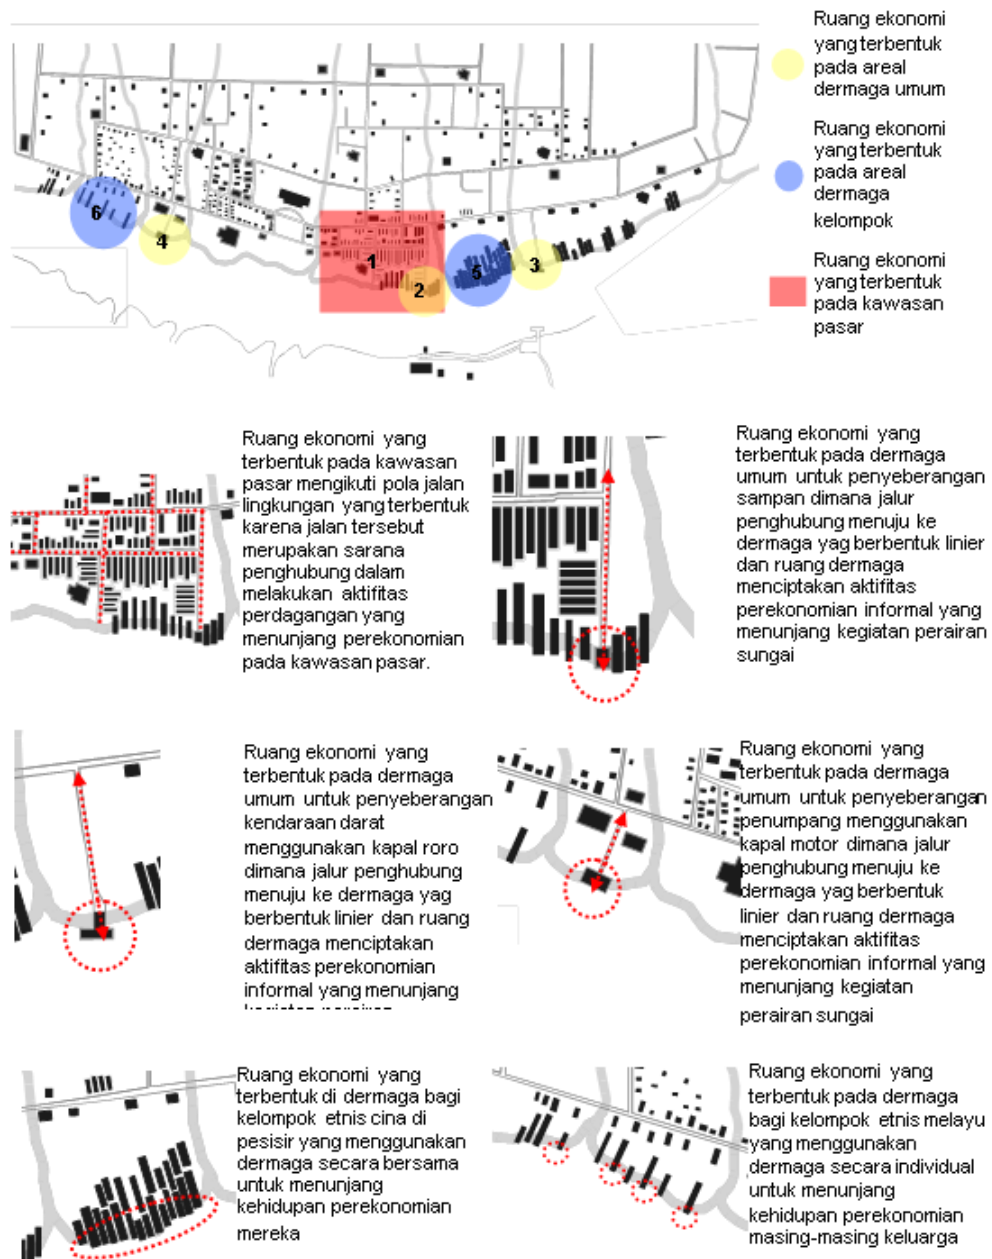 Ruang ekonomi
yang terbentuk
pada areal
dermaga umum
Ruang ekonomi
yang terbentuk
pada areal
dermaga
kelompok
Ruang ekonomi
yang terbentuk
pada kawasan
pasar
6
4
1
2
5
3
Ruang ekonomi yang
terbentuk pada kawasan
pasar mengikuti pola jalan
lingkungan yang terbentuk
karena jalan tersebut
merupakan sarana
penghubung dalam
melakukan aktifitas
perdagangan yang
menunjang perekonomian
pada kawasan pasar.
Ruang ekonomi yang
terbentuk pada dermaga
umum untuk penyeberangan
sampan dimana jalur
penghubung menuju ke
dermaga yag berbentuk linier
dan ruang dermaga
menciptakan aktifitas
perekonomian informal yang
menunjang kegiatan perairan
sungai
Ruang ekonomi yang
terbentuk pada dermaga
umum untuk penyeberangan
kendaraan darat
menggunakan kapal roro
dimana jalur penghubung
menuju ke dermaga yag
berbentuk linier dan ruang
dermaga menciptakan
aktifitas perekonomian
informal yang menunjang
Ruang ekonomi yang
terbentuk pada dermaga
umum untuk penyeberangan
penumpang menggunakan
kapal motor dimana jalur
penghubung menuju ke
dermaga yag berbentuk
linier dan ruang dermaga
menciptakan aktifitas
perekonomian informal yang
menunjang kegiatan
perairan sungai
Ruang ekonomi yang
terbentuk di dermaga bagi
kelompok etnis cina di
pesisir yang menggunakan
dermaga secara bersama
untuk menunjang
kehidupan perekonomian
mereka
Ruang ekonomi yang
terbentuk pada dermaga
bagi kelompok etnis melayu
yang menggunakan
dermaga secara individual
untuk menunjang
kehidupan perekonomian
masing-masing keluarga